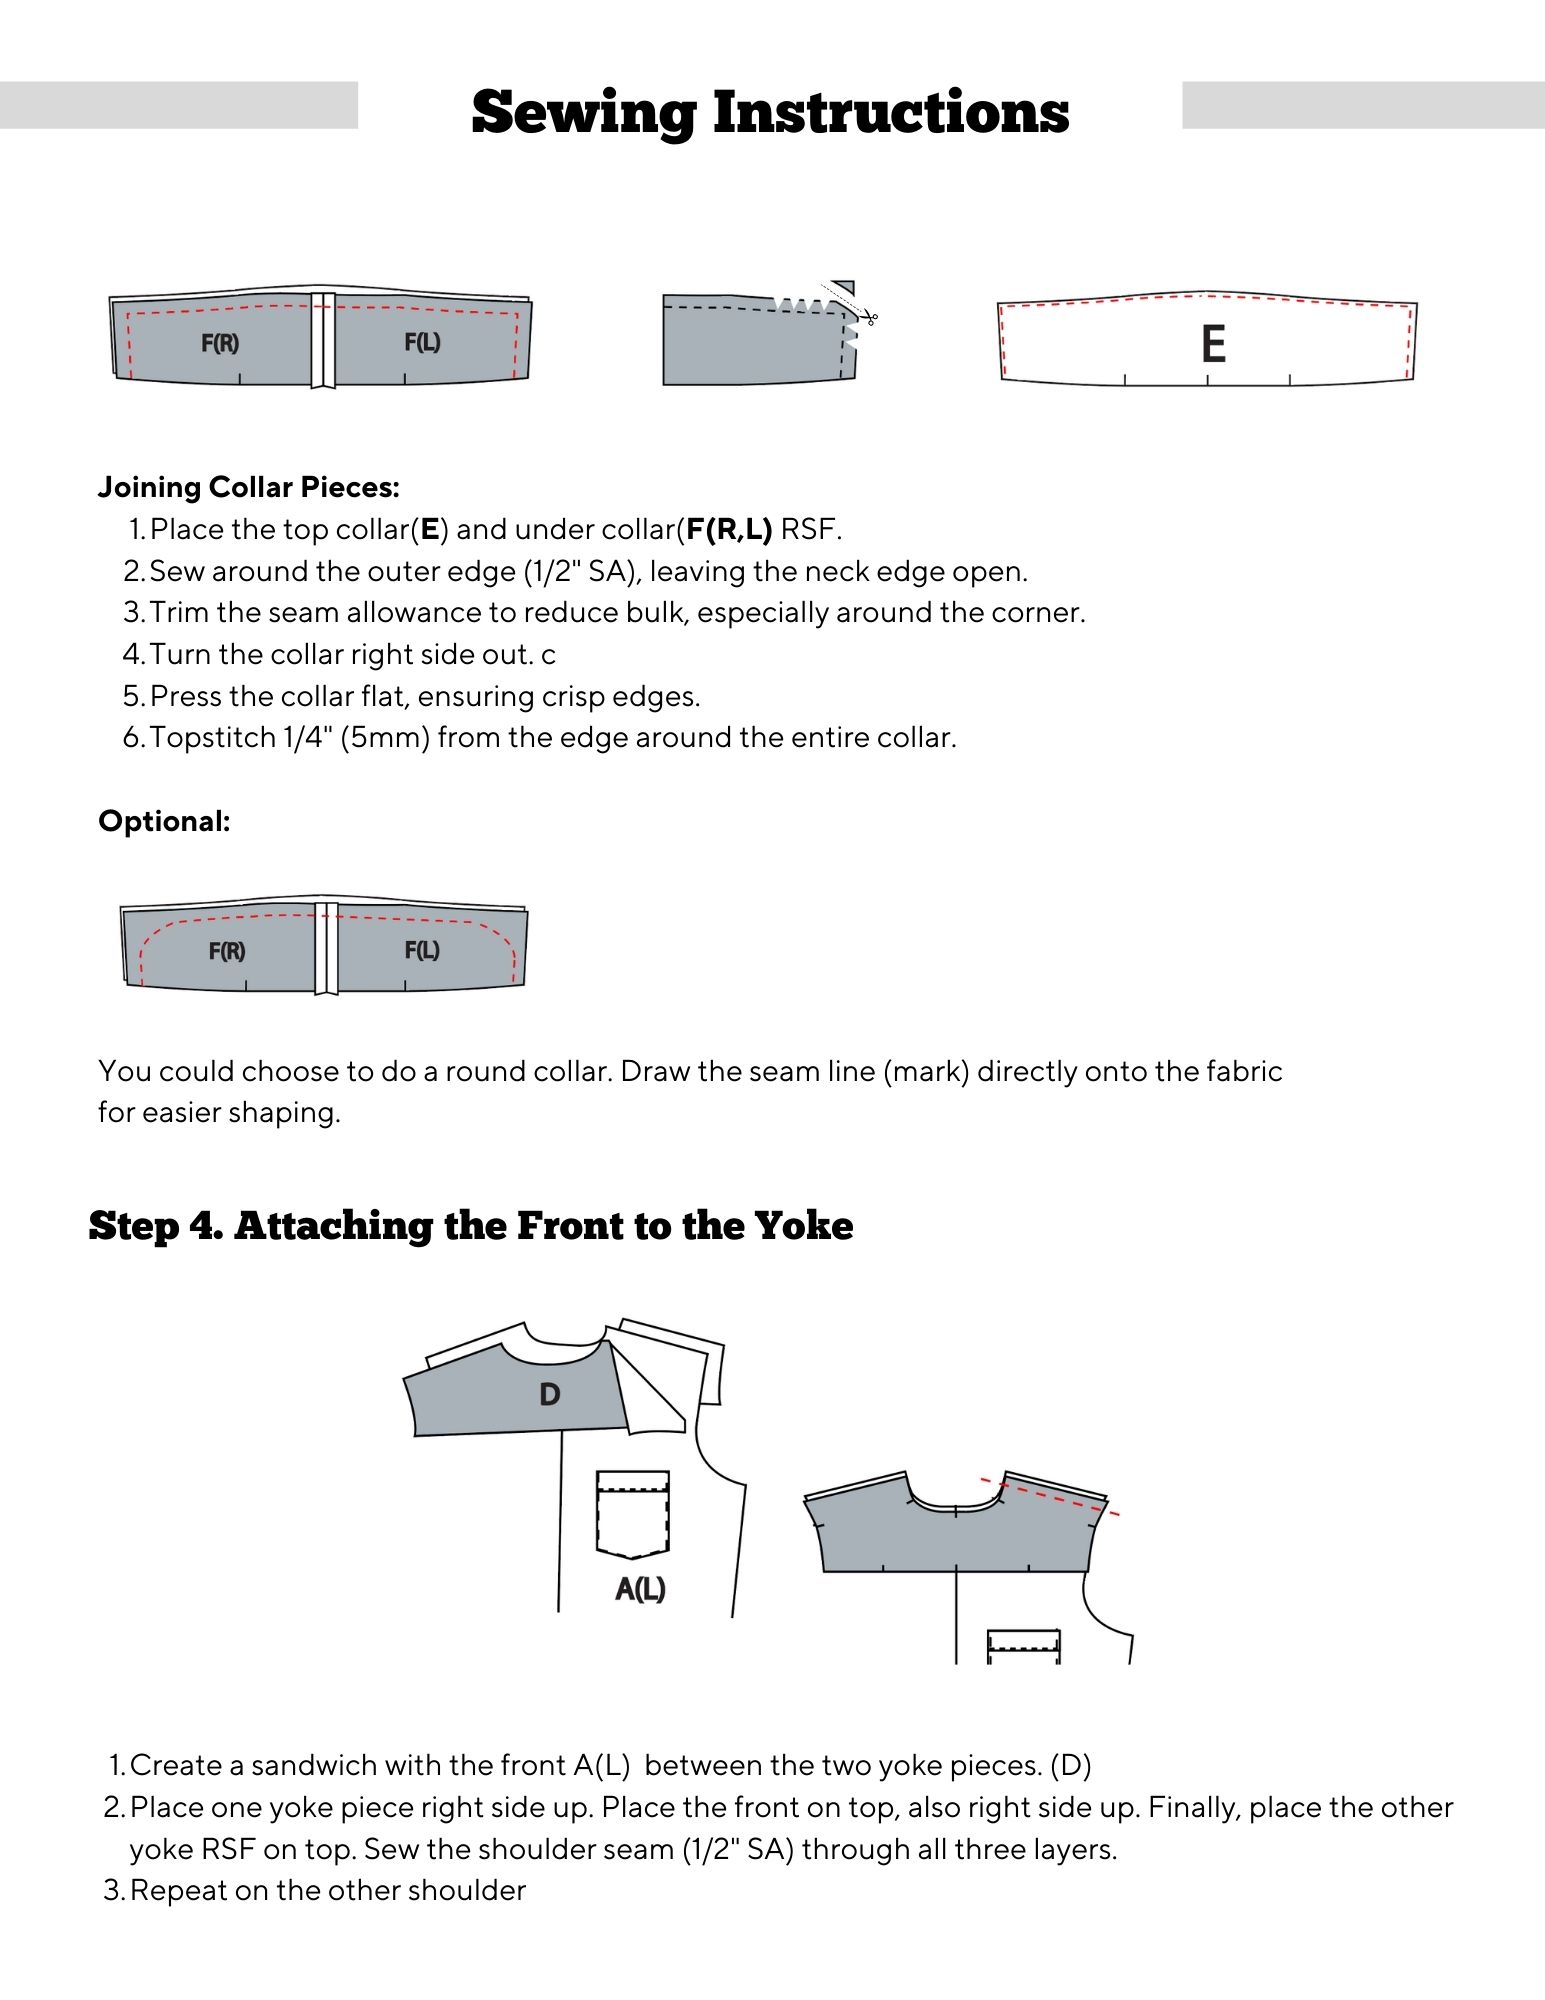 Sewing Instructions
F(R) F(L)
E
Joining Collar Pieces:
1. Place the top collar(E) and under collar(F(R,L) RSF.
2. Sew around the outer edge (1/2" SA), leaving the neck edge open.
3. Trim the seam allowance to reduce bulk, especially around the corner.
4. Turn the collar right side out. c
5. Press the collar flat, ensuring crisp edges.
6. Topstitch 1/4" (5mm) from the edge around the entire collar.
Optional:
F(R) F(L)
You could choose to do a round collar. Draw the seam line (mark) directly onto the fabric
for easier shaping.
Step 4. Attaching the Front to the Yoke
D
A(L)
1. Create a sandwich with the front A(L)  between the two yoke pieces. (D)
2. Place one yoke piece right side up. Place the front on top, also right side up. Finally, place the other
yoke RSF on top. Sew the shoulder seam (1/2" SA) through all three layers.
3. Repeat on the other shoulder